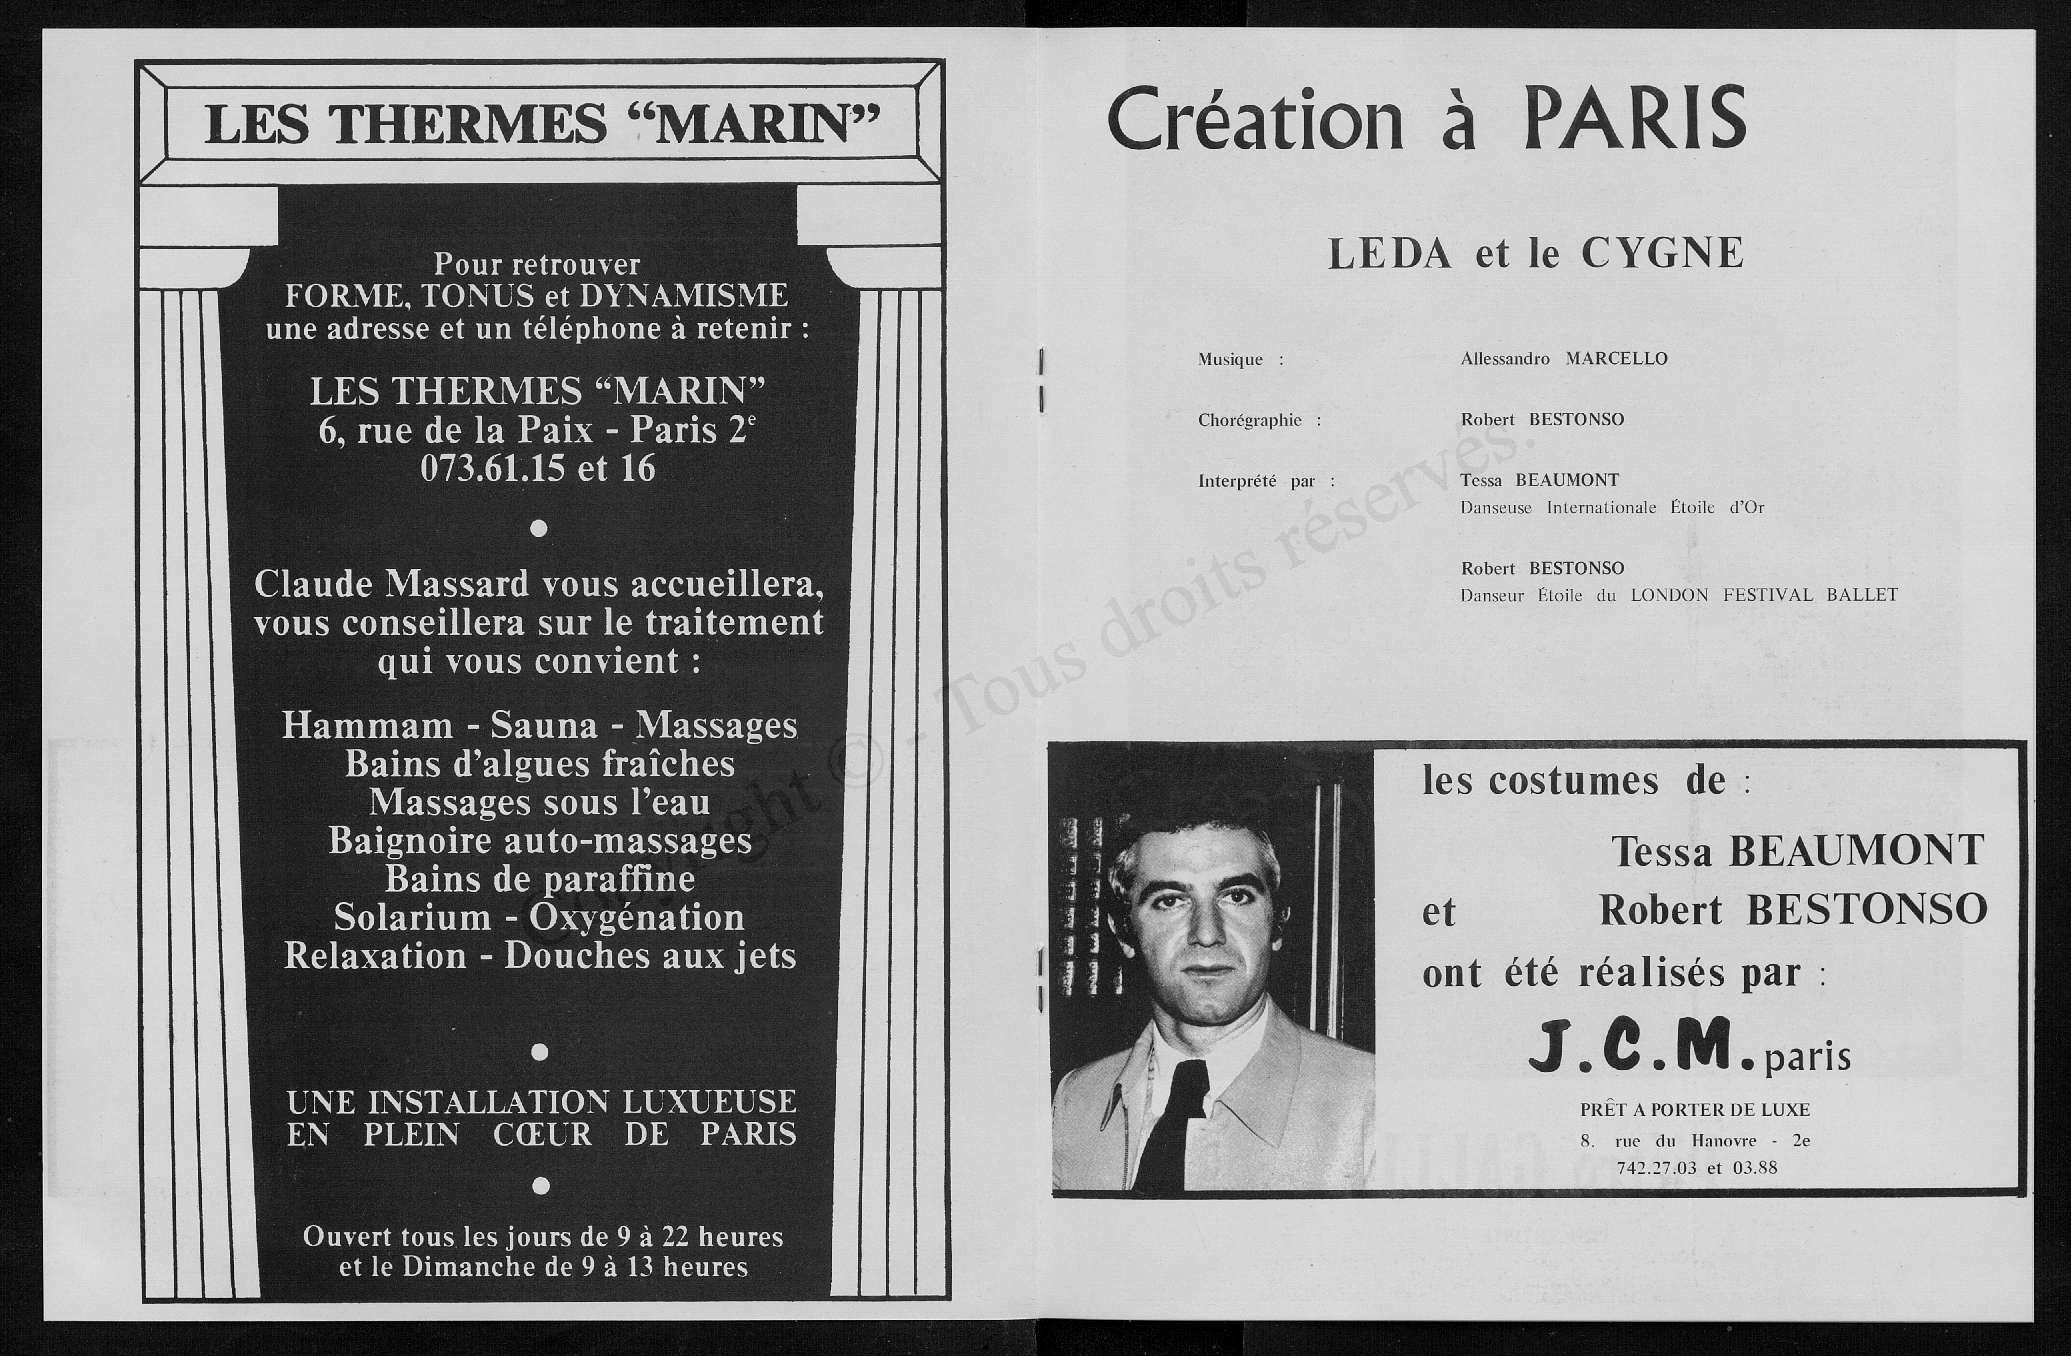 LES THERMES “MARIN”
Pour retrouver
FORME, TONUS et DYNAMISME
une adresse et un téléphone à retenir :
LES THERMES “MARIN”
6, rue de la Paix - Paris 2e
073.61.15 et 16
Claude Massard vous accueillera,
vous conseillera sur le traitement
qui vous convient :
Hammam - Sauna - Massages
Bains d’algues fraîches
Massages sous l’eau
Baignoire auto-massages
Bains de paraffine
Solarium - Oxygénation
Relaxation - Douches aux jets
UNE INSTALLATION LUXUEUSE
EN PLEIN CŒUR DE PARIS
Ouvert tous les jours de 9 à 22 heures
et le Dimanche de 9 à 13 heures
Création à PARIS
LEDA et le CYGNE
Musique : Allessandro MARCELLO
Chorégraphie : Robert BESTONSO
Interprété par : Tessa BEAUMONT
Danseuse Internationale Étoile d’Or
Robert BESTONSO
Danseur Étoile du LONDON FESTIVAL BALLET
les costumes de :
Tessa BEAUMONT
et Robert BESTONSO
ont été réalisés par :
J.C.M. paris
PRÊT A PORTER DE LUXE
8. rue du Hanovre - 2e
742.27.03 et 03.88
Copyright © - Tous droits réservés.